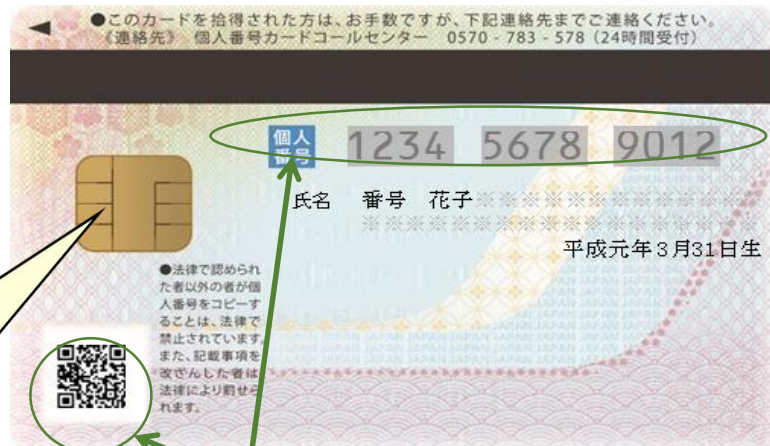 ●このカードを拾得された方は、お手数ですが、下記連絡先までご連絡ください。
《連絡先》 個人番号カードコールセンター 0570-783-578（24時間受付）
個人番号 1234 5678 9012
氏名 番号 花子※※※※※※※※※※※※
※※※※※※※※※※※※※※※※※※
平成元年3月31日生
●法律で認められ
た者以外の者が個
人番号をコピーす
ることは、法律で
禁止されています。
また、記載事項を
改ざんした者は
法律により罰せら
れます。